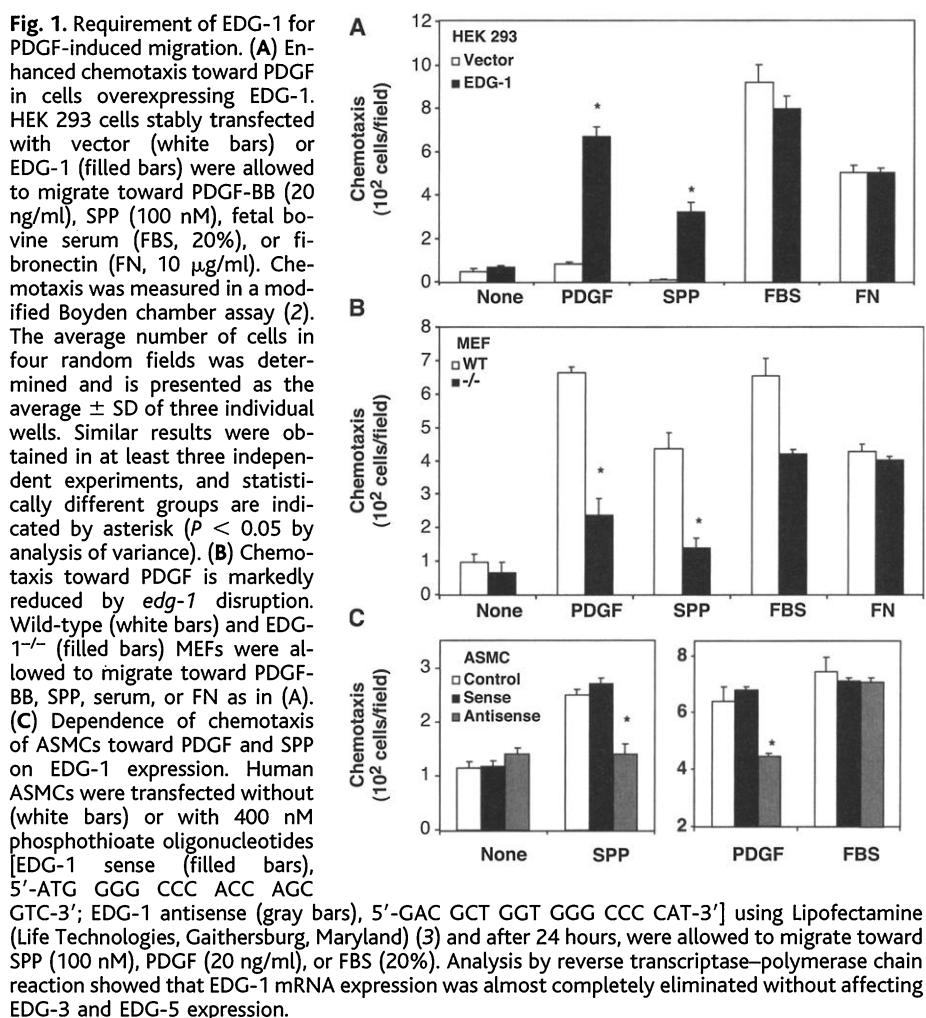 Fig. 1. Requirement of EDG-1 for
PDGF-induced migration. (A) En-
hanced chemotaxis toward PDGF
in cells overexpressing EDG-1.
HEK 293 cells stably transfected
with vector (white bars) or
EDG-1 (filled bars) were allowed
to migrate toward PDGF-BB (20
ng/ml), SPP (100 nM), fetal bo-
vine serum (FBS, 20%), or fi-
bronectin (FN, 10 μg/ml). Che-
motaxis was measured in a mod-
ified Boyden chamber assay (2).
The average number of cells in
four random fields was deter-
mined and is presented as the
average ± SD of three individual
wells. Similar results were ob-
tained in at least three indepen-
dent experiments, and statisti-
cally different groups are indi-
cated by asterisk (P < 0.05 by
analysis of variance). (B) Chemo-
taxis toward PDGF is markedly
reduced by edg-1 disruption.
Wild-type (white bars) and EDG-
1−/− (filled bars) MEFs were al-
lowed to migrate toward PDGF-
BB, SPP, serum, or FN as in (A).
(C) Dependence of chemotaxis
of ASMCs toward PDGF and SPP
on EDG-1 expression. Human
ASMCs were transfected without
(white bars) or with 400 nM
phosphothioate oligonucleotides
[EDG-1 sense (filled bars),
5′-ATG GGG CCC ACC AGC
GTC-3′; EDG-1 antisense (gray bars), 5′-GAC GCT GGT GGG CCC CAT-3′] using Lipofectamine
(Life Technologies, Gaithersburg, Maryland) (3) and after 24 hours, were allowed to migrate toward
SPP (100 nM), PDGF (20 ng/ml), or FBS (20%). Analysis by reverse transcriptase–polymerase chain
reaction showed that EDG-1 mRNA expression was almost completely eliminated without affecting
EDG-3 and EDG-5 expression.
A
Chemotaxis
(10² cells/field)
12
10
8
6
4
2
0
HEK 293
Vector
EDG-1
*
*
None PDGF SPP FBS FN
B
Chemotaxis
(10² cells/field)
8
7
6
5
4
3
2
1
0
MEF
WT
-/-
*
*
None PDGF SPP FBS FN
C
Chemotaxis
(10² cells/field)
3
2
1
0
ASMC
Control
Sense
Antisense
*
None SPP
8
6
4
2
*
PDGF FBS